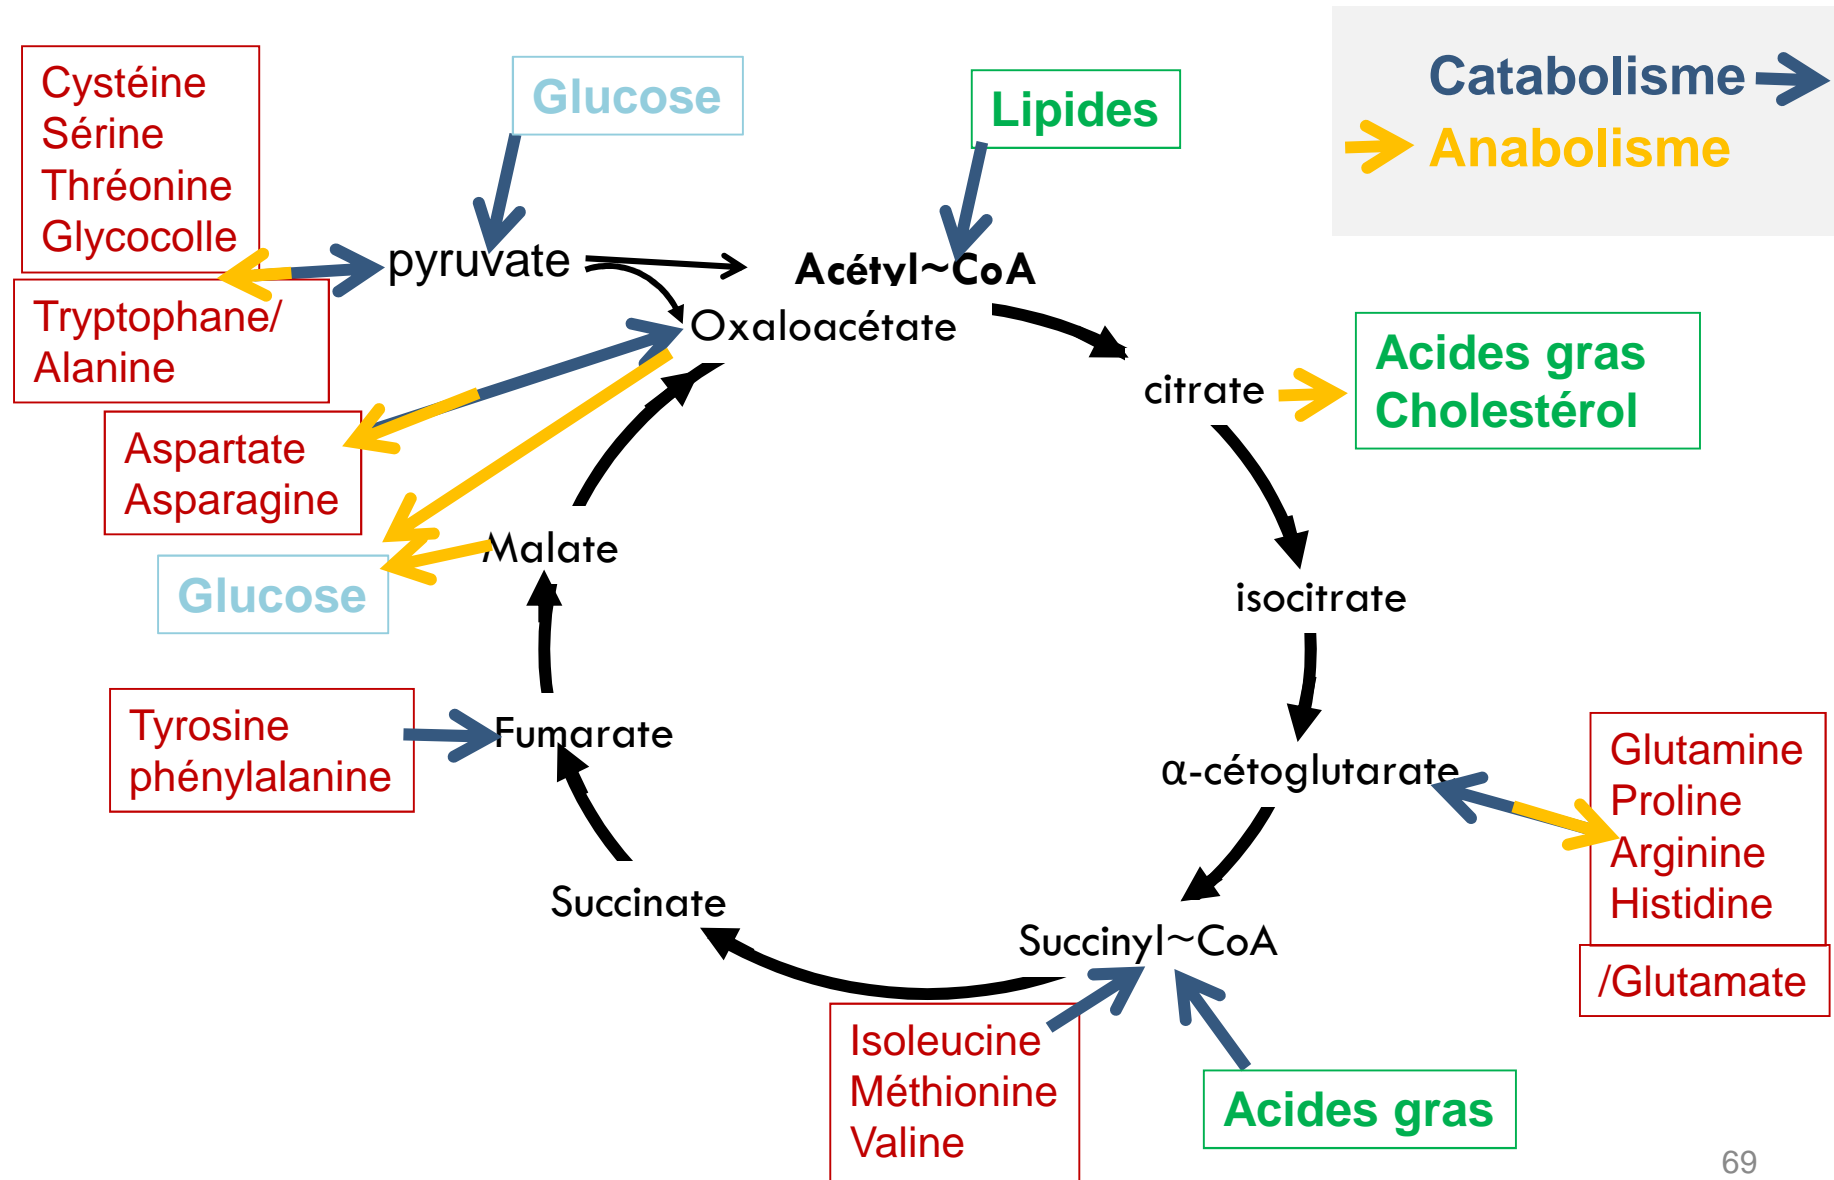 Cystéine
Sérine
Thréonine
Glycocolle
Tryptophane/
Alanine
Glucose
Lipides
Catabolisme
Anabolisme
pyruvate
Acétyl~CoA
Oxaloacétate
citrate
Acides gras
Cholestérol
Aspartate
Asparagine
Malate
Glucose
isocitrate
Tyrosine
phénylalanine
Fumarate
α-cétoglutarate
Glutamine
Proline
Arginine
Histidine
/Glutamate
Succinate
Succinyl~CoA
Isoleucine
Méthionine
Valine
Acides gras
69